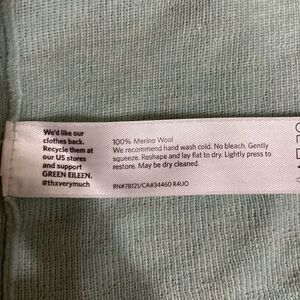 We'd like our
clothes back.
Recycle them at
our US stores
and support
GREEN EILEEN.
#thxverymuch
100% Merino Wool
We recommend hand wash cold. No bleach. Gently
squeeze. Reshape and lay flat to dry. Lightly press to
restore. May be dry cleaned.
RN#78121/CA#34460 R4UO